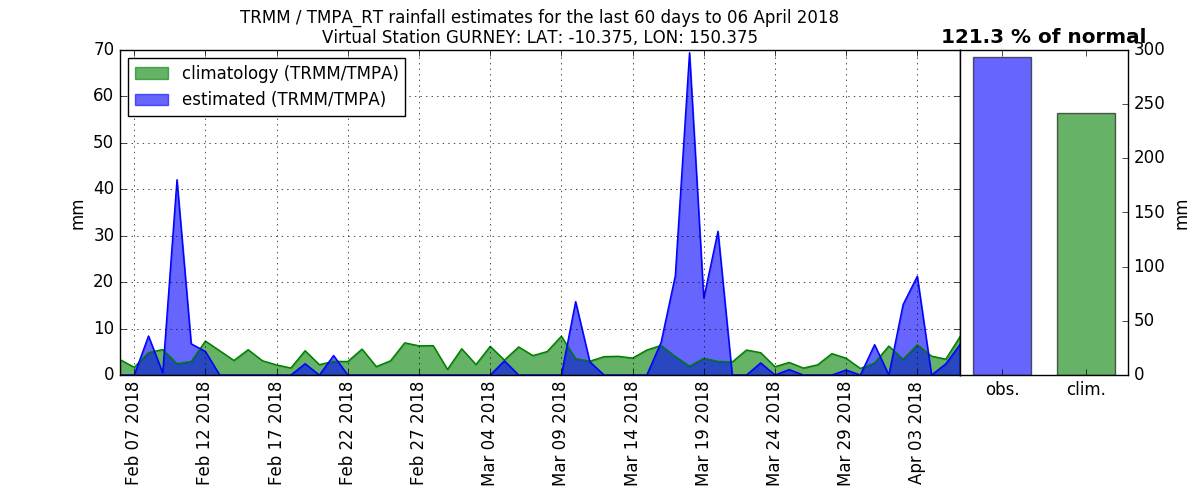 TRMM / TMPA_RT rainfall estimates for the last 60 days to 06 April 2018
Virtual Station GURNEY: LAT: -10.375, LON: 150.375
121.3 % of normal
climatology (TRMM/TMPA)
estimated (TRMM/TMPA)
70
60
50
40
30
20
10
0
mm
300
250
200
150
100
50
0
mm
obs.
clim.
Feb 07 2018
Feb 12 2018
Feb 17 2018
Feb 22 2018
Feb 27 2018
Mar 04 2018
Mar 09 2018
Mar 14 2018
Mar 19 2018
Mar 24 2018
Mar 29 2018
Apr 03 2018